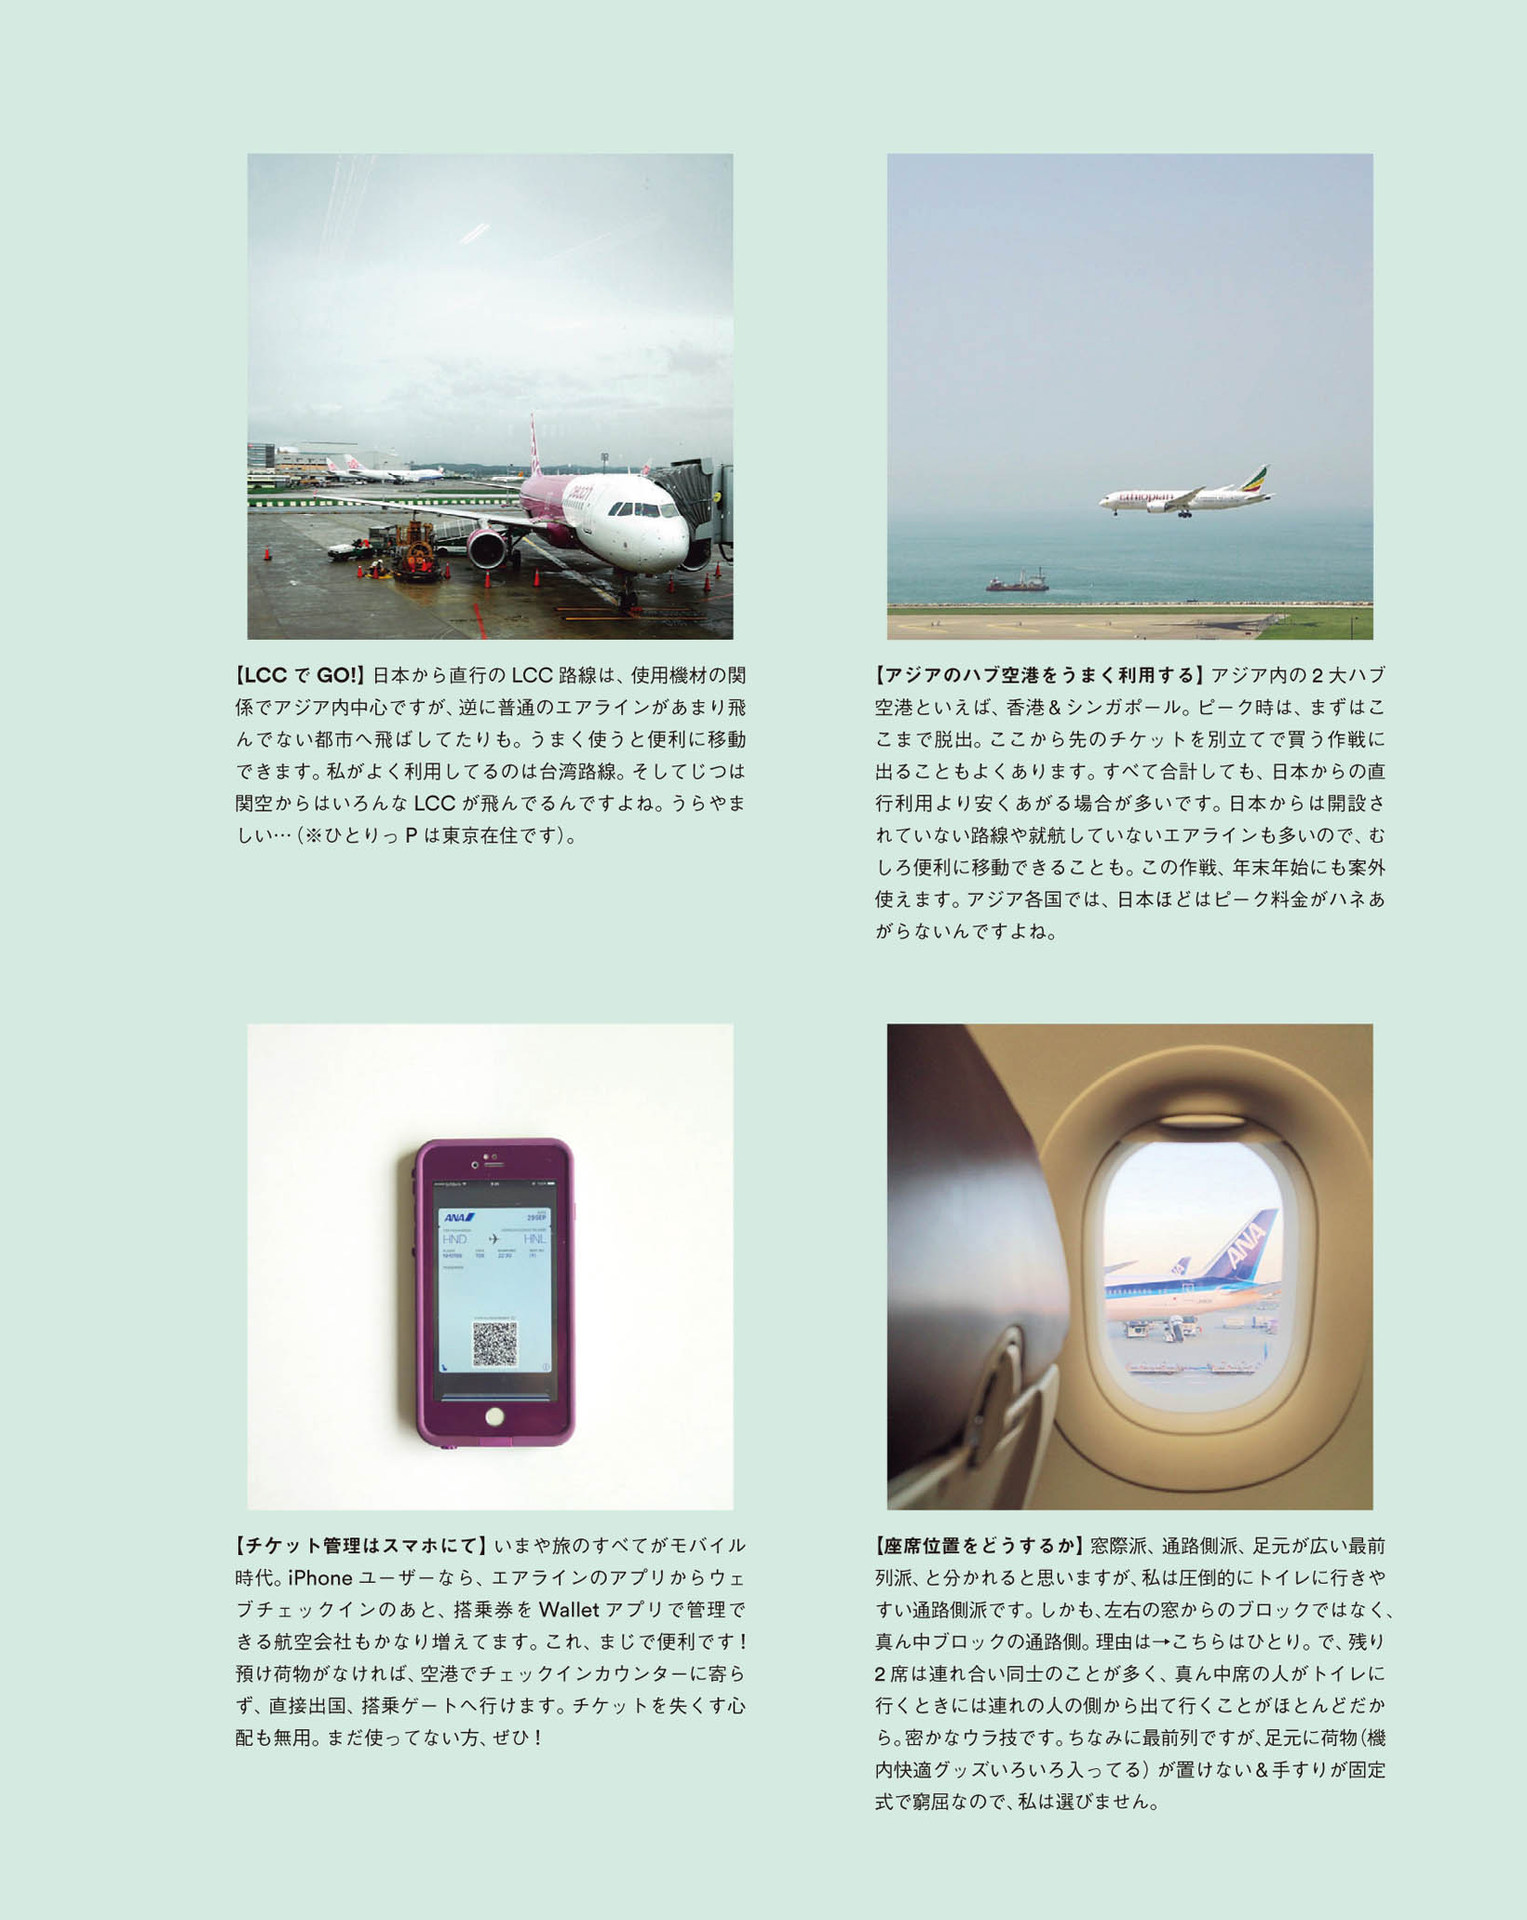 peach
【LCCでGO!】日本から直行のLCC路線は、使用機材の関
係でアジア内中心ですが、逆に普通のエアラインがあまり飛
んでない都市へ飛ばしてたりも。うまく使うと便利に移動
できます。私がよく利用してるのは台湾路線。そしてじつは
関空からはいろんなLCCが飛んでるんですよね。うらやま
しい…（※ひとりっPは東京在住です）。
Ethiopian
【アジアのハブ空港をうまく利用する】アジア内の2大ハブ
空港といえば、香港&シンガポール。ピーク時は、まずはこ
こまで脱出。ここから先のチケットを別立てで買う作戦に
出ることもよくあります。すべて合計しても、日本からの直
行利用より安くあがる場合が多いです。日本からは開設さ
れていない路線や就航していないエアラインも多いので、む
しろ便利に移動できることも。この作戦、年末年始にも案外
使えます。アジア各国では、日本ほどはピーク料金がハネあ
がらないんですよね。
ANA
29SEP
HND HNL
【チケット管理はスマホにて】いまや旅のすべてがモバイル
時代。iPhoneユーザーなら、エアラインのアプリからウェ
ブチェックインのあと、搭乗券をWalletアプリで管理で
きる航空会社もかなり増えてます。これ、まじで便利です！
預け荷物がなければ、空港でチェックインカウンターに寄ら
ず、直接出国、搭乗ゲートへ行けます。チケットを失くす心
配も無用。まだ使ってない方、ぜひ！
ANA
【座席位置をどうするか】窓際派、通路側派、足元が広い最前
列派、と分かれると思いますが、私は圧倒的にトイレに行きや
すい通路側派です。しかも、左右の窓からのブロックではなく、
真ん中ブロックの通路側。理由は→こちらはひとり。で、残り
2席は連れ合い同士のことが多く、真ん中席の人がトイレに
行くときには連れの人の側から出て行くことがほとんどだか
ら。密かなウラ技です。ちなみに最前列ですが、足元に荷物（機
内快適グッズいろいろ入ってる）が置けない&手すりが固定
式で窮屈なので、私は選びません。